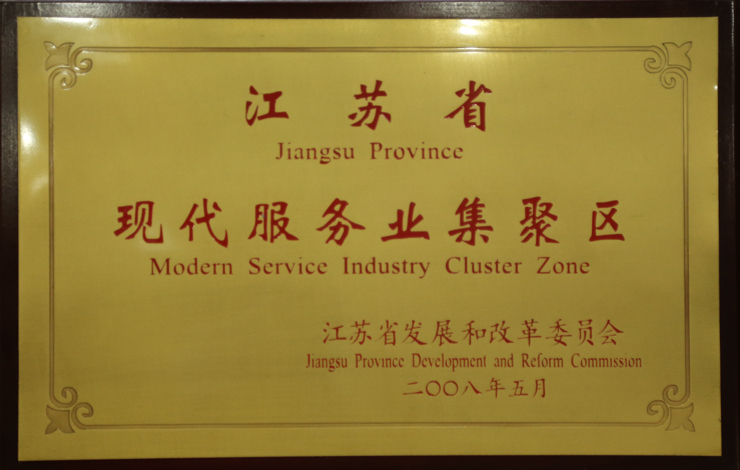 江苏省
Jiangsu Province
现代服务业集聚区
Modern Service Industry Cluster Zone
江苏省发展和改革委员会
Jiangsu Province Development and Reform Commission
二〇〇八年五月